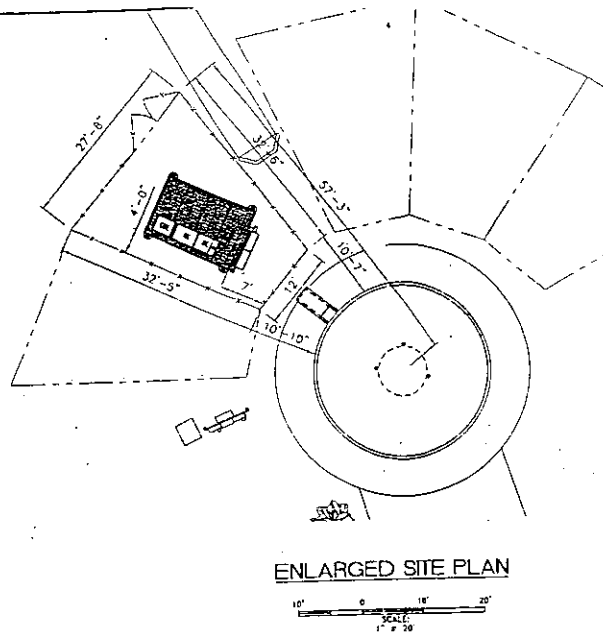 27'-8"
32'-6"
57'-3"
4'-0"
10'-7"
12'
7'
32'-5"
10'-10"
ENLARGED SITE PLAN
10' 0 10' 20'
SCALE:
1" = 20'